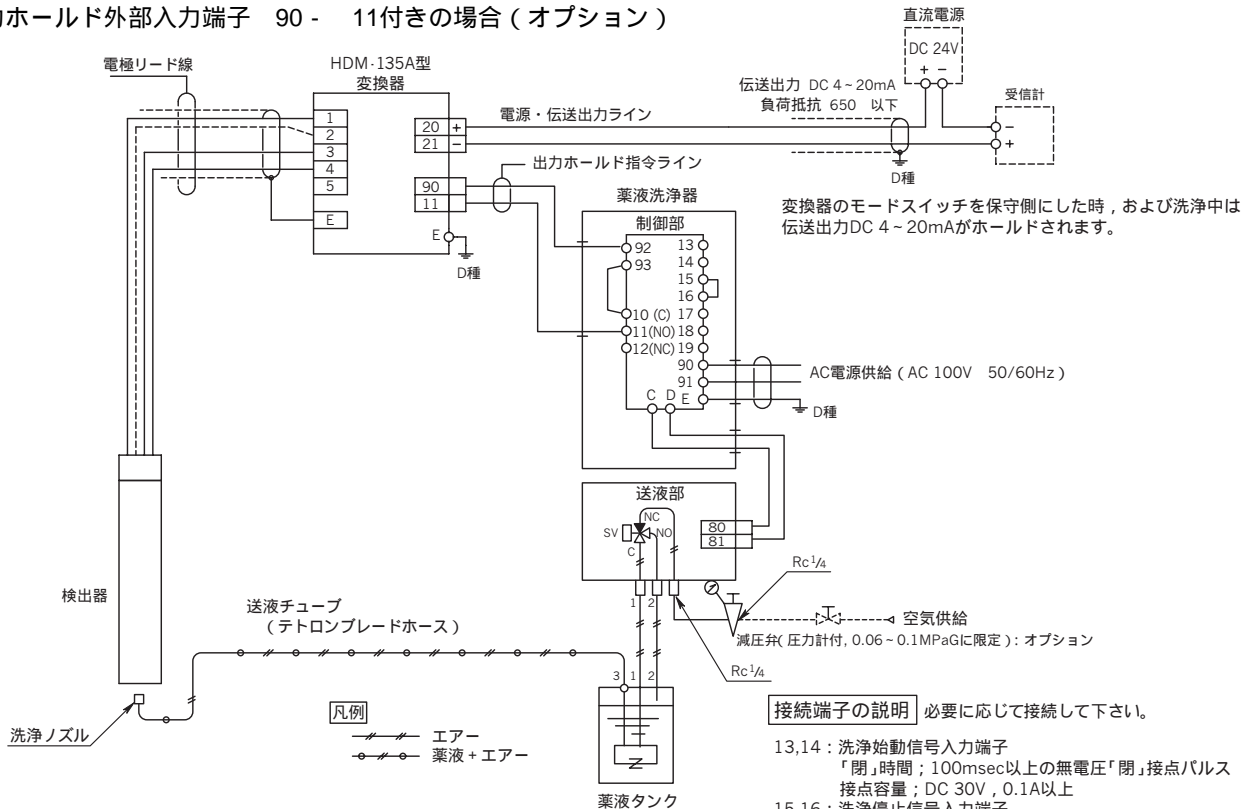 力ホールド外部入力端子　90 -　11付きの場合 ( オプション )
直流電源
DC 24V
+ −
電極リード線
HDM-135A型
変換器
伝送出力 DC 4 ~ 20mA
負荷抵抗 650　以下
受信計
−
+
電源・伝送出力ライン
1
2
3
4
5
E
20 +
21 −
90
11
E
D種
D種
出力ホールド指令ライン
変換器のモードスイッチを保守側にした時 , および洗浄中は
伝送出力DC 4 ~ 20mAがホールドされます。
薬液洗浄器
制御部
92 13
93 14
15
16
10 (C) 17
11(NO) 18
12(NC) 19
90
91
C D E
AC電源供給 ( AC 100V　50/60Hz )
D種
送液部
NC
SV
NO
C
80
81
1 2
Rc1/4
空気供給
減圧弁( 圧力計付, 0.06 ~ 0.1MPaGに限定 ) : オプション
Rc1/4
検出器
送液チューブ
( テトロンブレードホース )
3 1 2
洗浄ノズル
凡例
エアー
薬液 + エアー
薬液タンク
接続端子の説明 必要に応じて接続して下さい。
13,14 : 洗浄始動信号入力端子
「閉」時間 ; 100msec以上の無電圧「閉」接点パルス
接点容量 ; DC 30V , 0.1A以上
15,16 : 洗浄停止信号入力端子